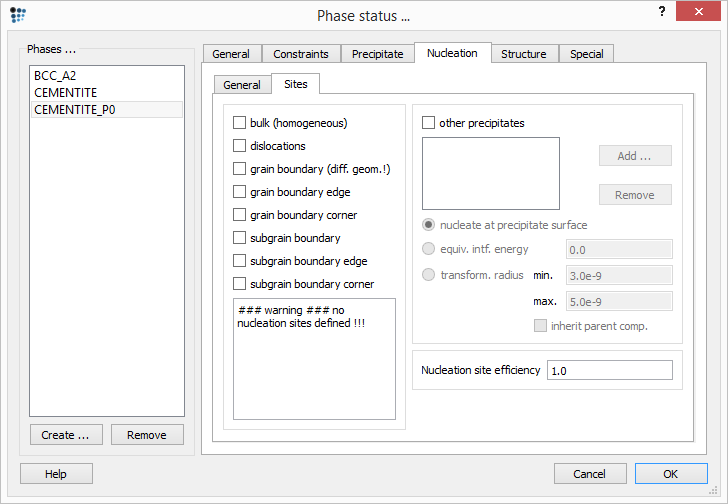 Phase status ...
?
Phases ...
BCC_A2
CEMENTITE
CEMENTITE_P0
Create ...
Remove
General
Constraints
Precipitate
Nucleation
Structure
Special
General
Sites
bulk (homogeneous)
dislocations
grain boundary (diff. geom.!)
grain boundary edge
grain boundary corner
subgrain boundary
subgrain boundary edge
subgrain boundary corner
### warning ### no
nucleation sites defined !!!
other precipitates
Add ...
Remove
nucleate at precipitate surface
equiv. intf. energy
0.0
transform. radius
min.
3.0e-9
max.
5.0e-9
inherit parent comp.
Nucleation site efficiency
1.0
Help
Cancel
OK